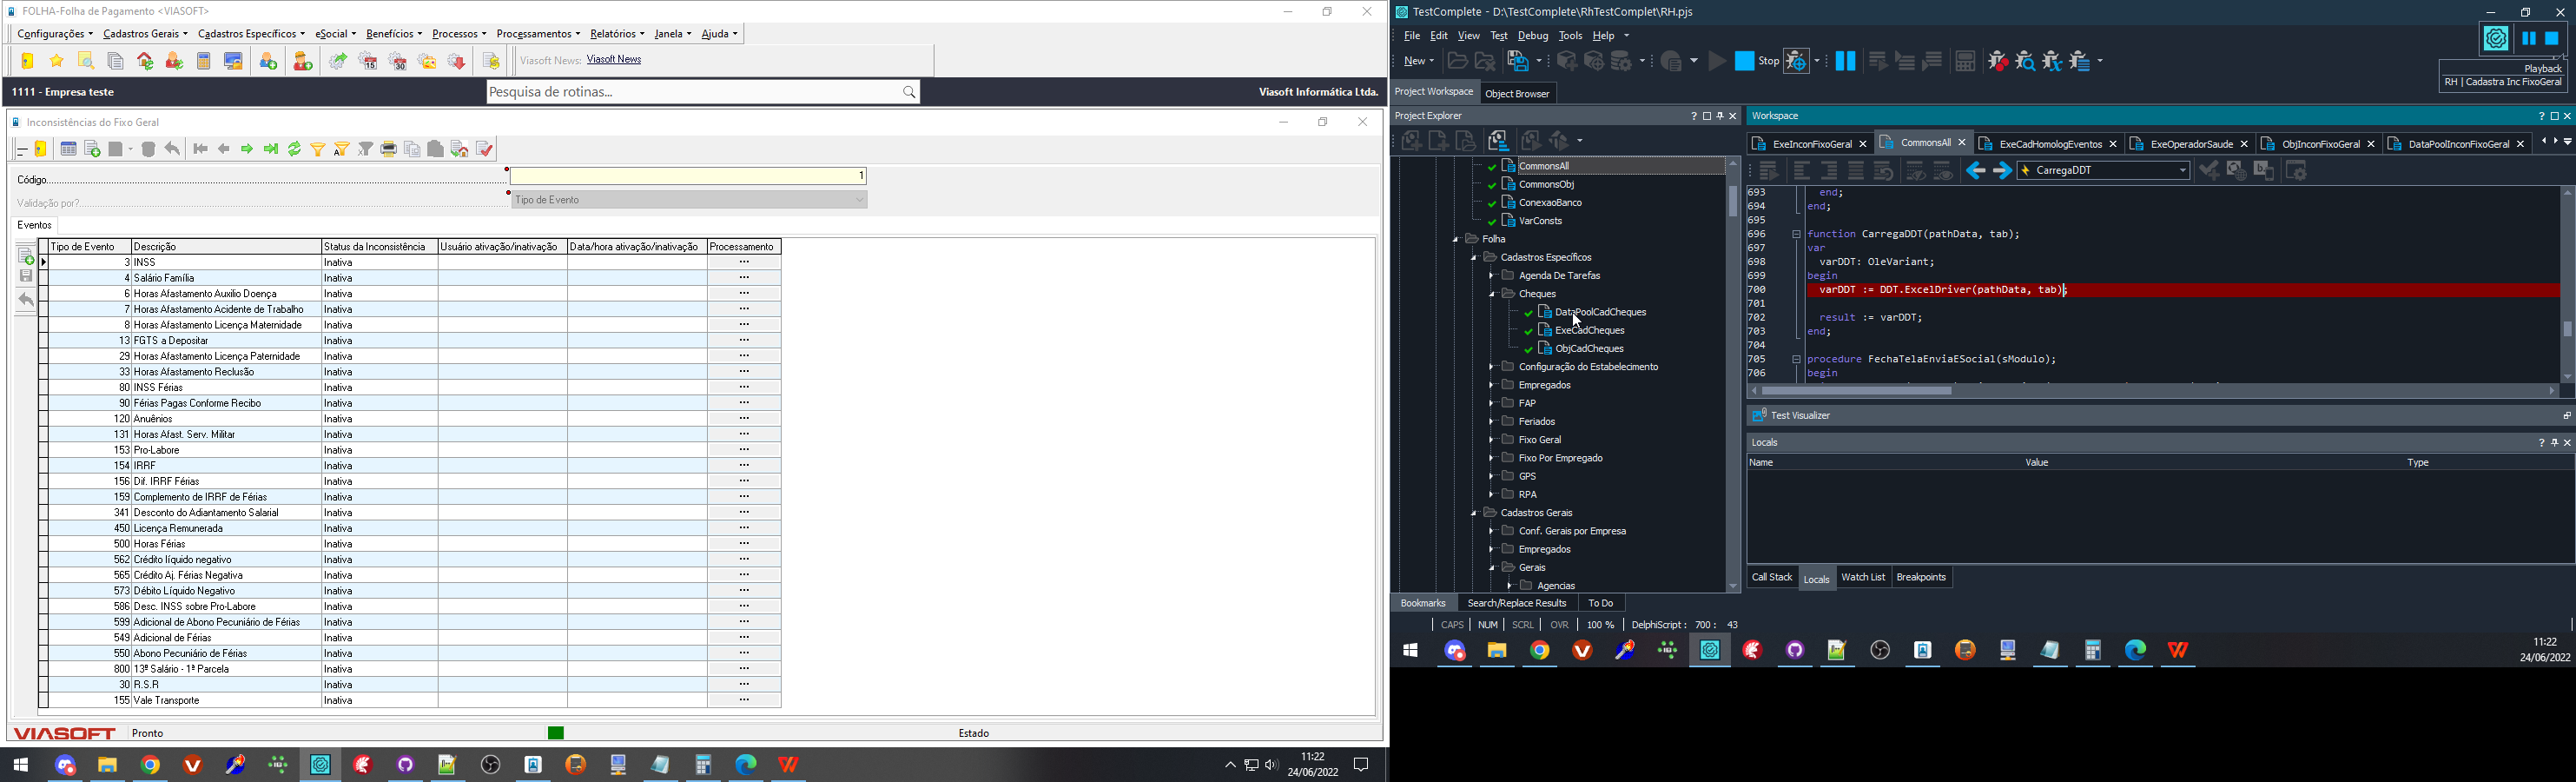 FOLHA-Folha de Pagamento <VIASOFT>
Configurações Cadastros Gerais Cadastros Específicos eSocial Benefícios Processos Processamentos Relatórios Janela Ajuda
15 30
Viasoft News: Viasoft News
1111 - Empresa teste
Pesquisa de rotinas...
Viasoft Informática Ltda.
Inconsistências do Fixo Geral
Código
1
Validação por?
Tipo de Evento
Eventos
Tipo de Evento Descrição Status da Inconsistência Usuário ativação/inativação Data/hora ativação/inativação Processamento
3 INSS Inativa ...
4 Salário Família Inativa ...
6 Horas Afastamento Auxilio Doença Inativa ...
7 Horas Afastamento Acidente de Trabalho Inativa ...
8 Horas Afastamento Licença Maternidade Inativa ...
13 FGTS a Depositar Inativa ...
29 Horas Afastamento Licença Paternidade Inativa ...
33 Horas Afastamento Reclusão Inativa ...
80 INSS Férias Inativa ...
90 Férias Pagas Conforme Recibo Inativa ...
120 Anuênios Inativa ...
131 Horas Afast. Serv. Militar Inativa ...
153 Pro-Labore Inativa ...
154 IRRF Inativa ...
156 Dif. IRRF Férias Inativa ...
159 Complemento de IRRF de Férias Inativa ...
341 Desconto do Adiantamento Salarial Inativa ...
450 Licença Remunerada Inativa ...
500 Horas Férias Inativa ...
562 Crédito líquido negativo Inativa ...
565 Crédito Aj. Férias Negativa Inativa ...
573 Débito Líquido Negativo Inativa ...
586 Desc. INSS sobre Pro-Labore Inativa ...
599 Adicional de Abono Pecuniário de Férias Inativa ...
549 Adicional de Férias Inativa ...
550 Abono Pecuniário de Férias Inativa ...
800 13º Salário - 1ª Parcela Inativa ...
30 R.S.R Inativa ...
155 Vale Transporte Inativa ...
VIASOFT
Pronto
Estado
11:22
24/06/2022
TestComplete - D:\TestComplete\RhTestComplet\RH.pjs
File Edit View Test Debug Tools Help
New
Stop
Playback
RH | Cadastra Inc FixoGeral
Project Workspace Object Browser
Project Explorer
CommonsAll
CommonsObj
ConexaoBanco
VarConsts
Folha
Cadastros Específicos
Agenda De Tarefas
Cheques
DataPoolCadCheques
ExeCadCheques
ObjCadCheques
Configuração do Estabelecimento
Empregados
FAP
Feriados
Fixo Geral
Fixo Por Empregado
GPS
RPA
Cadastros Gerais
Conf. Gerais por Empresa
Empregados
Gerais
Agencias
Bookmarks Search/Replace Results To Do
Workspace
ExeInconFixoGeral CommonsAll ExeCadHomologEventos ExeOperadorSaude ObjInconFixoGeral DataPoolInconFixoGeral
CarregaDDT
693 end;
694 end;
695
696 function CarregaDDT(pathData, tab);
697 var
698 varDDT: OleVariant;
699 begin
700 varDDT := DDT.ExcelDriver(pathData, tab);
701
702 result := varDDT;
703 end;
704
705 procedure FechaTelaEnviaESocial(sModulo);
706 begin
Test Visualizer
Locals
Name Value Type
Call Stack Locals Watch List Breakpoints
CAPS NUM SCRL OVR 100 % DelphiScript : 700 : 43
11:22
24/06/2022